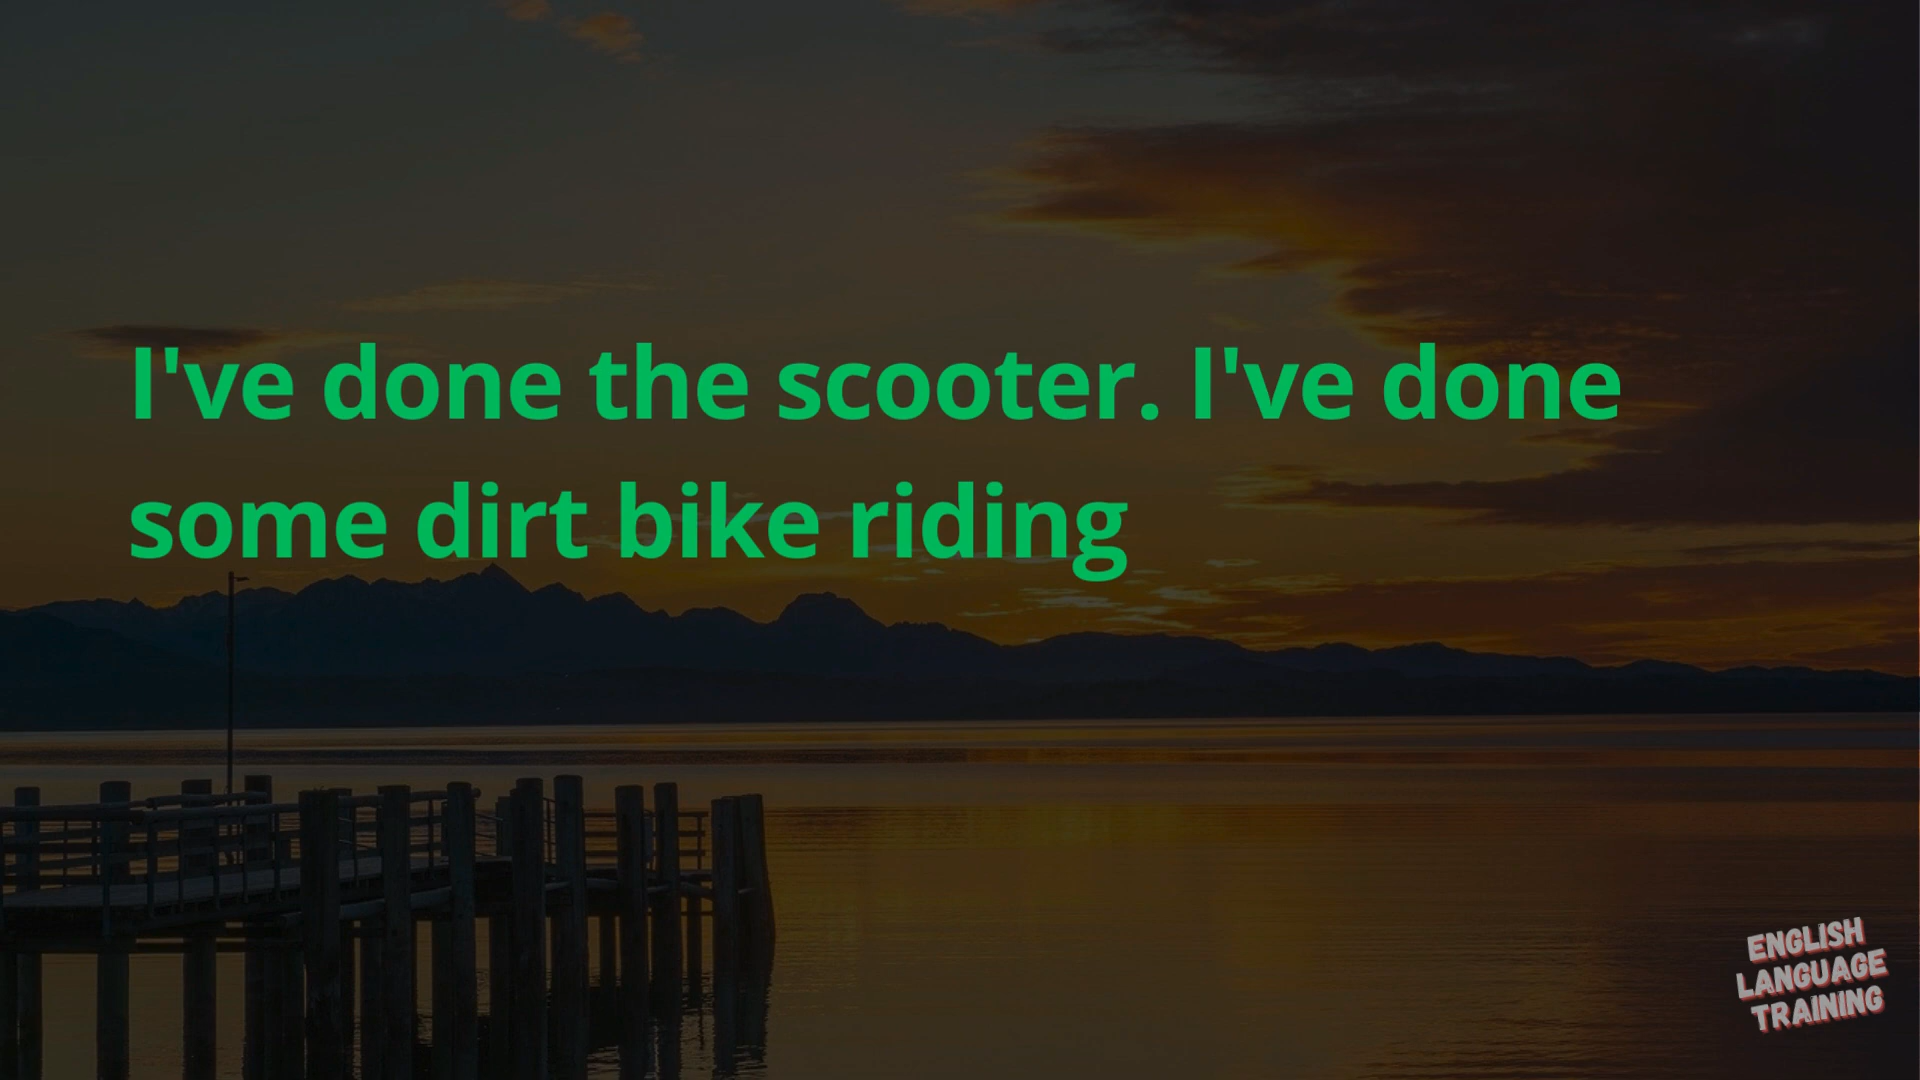 I've done the scooter. I've done
some dirt bike riding
ENGLISH
LANGUAGE
TRAINING